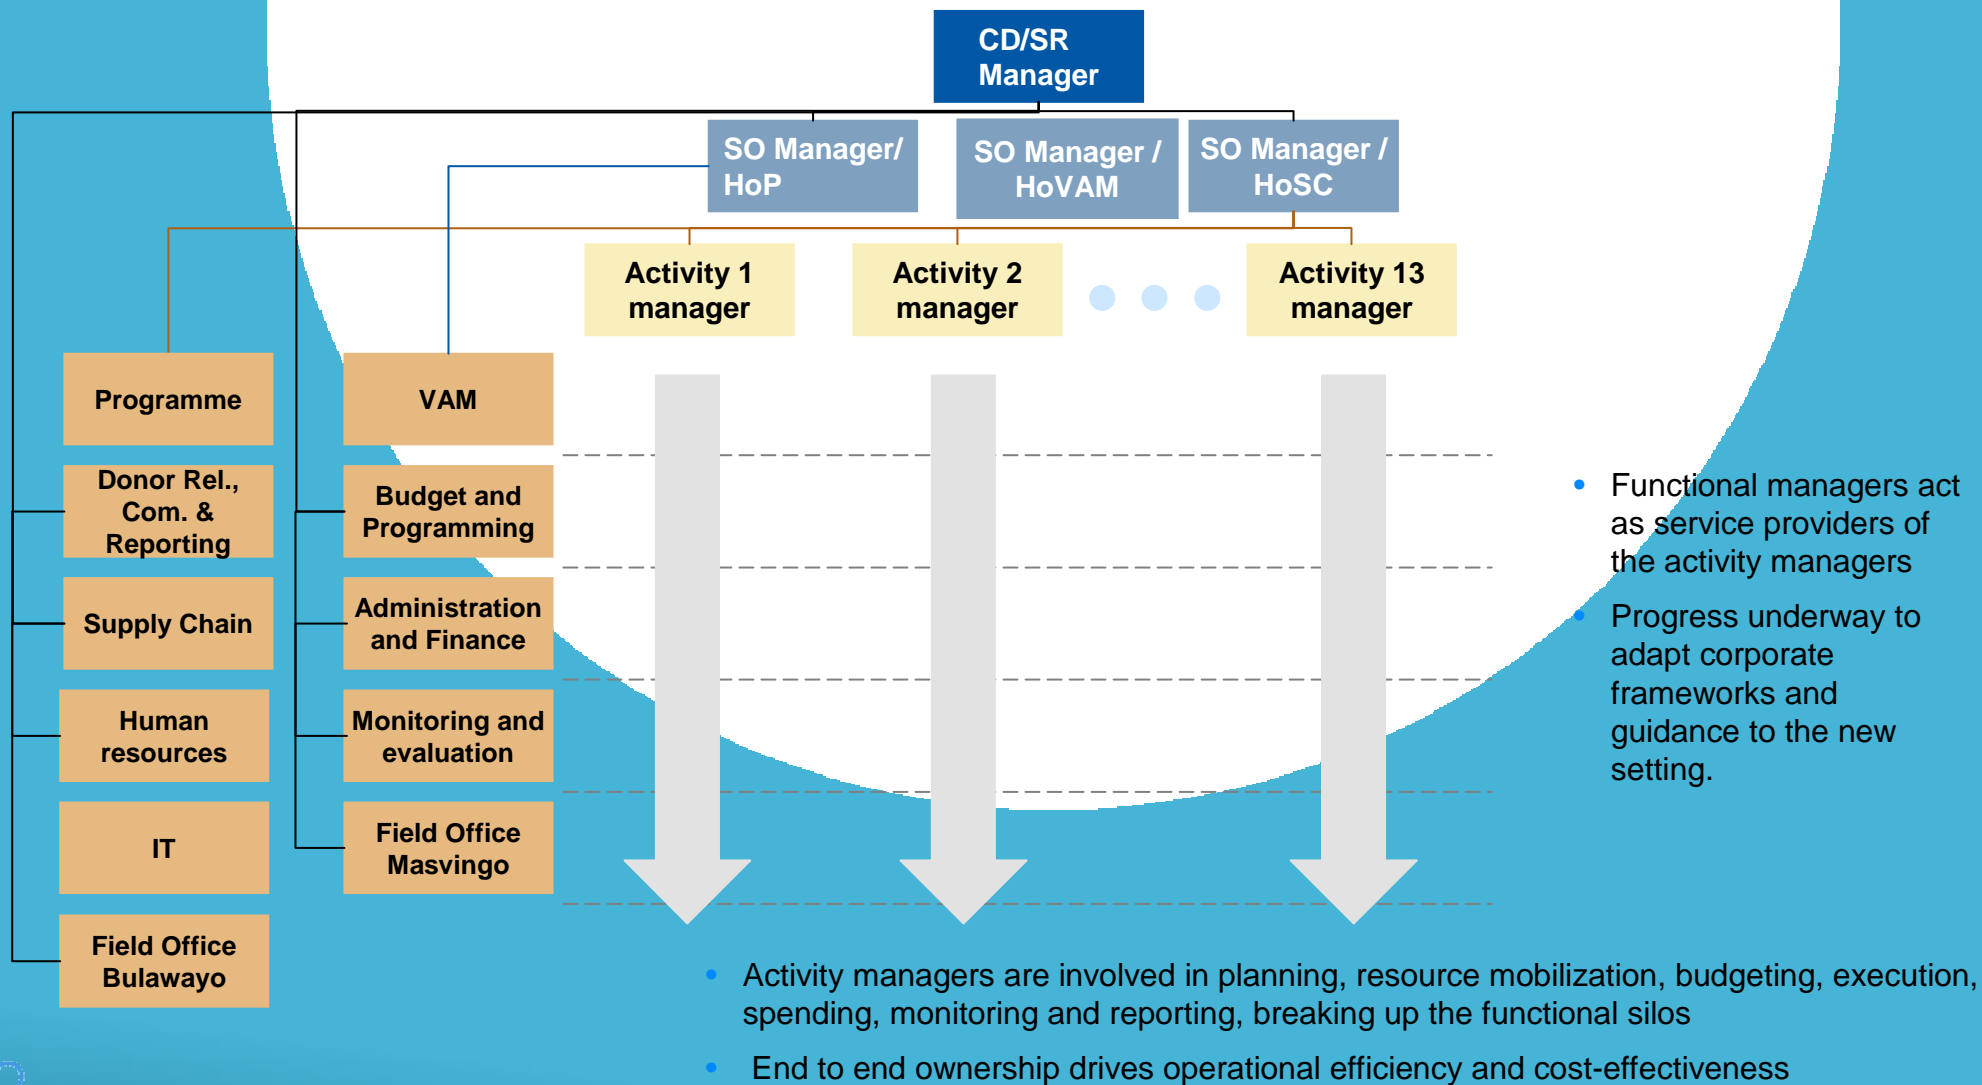 CD/SR
Manager
SO Manager/
HoP
SO Manager /
HoVAM
SO Manager /
HoSC
Activity 1
manager
Activity 2
manager
Activity 13
manager
Programme
VAM
Donor Rel.,
Com. &
Reporting
Budget and
Programming
Supply Chain
Administration
and Finance
Human
resources
Monitoring and
evaluation
IT
Field Office
Masvingo
Field Office
Bulawayo
• Functional managers act
as service providers of
the activity managers
• Progress underway to
adapt corporate
frameworks and
guidance to the new
setting.
• Activity managers are involved in planning, resource mobilization, budgeting, execution,
spending, monitoring and reporting, breaking up the functional silos
• End to end ownership drives operational efficiency and cost-effectiveness